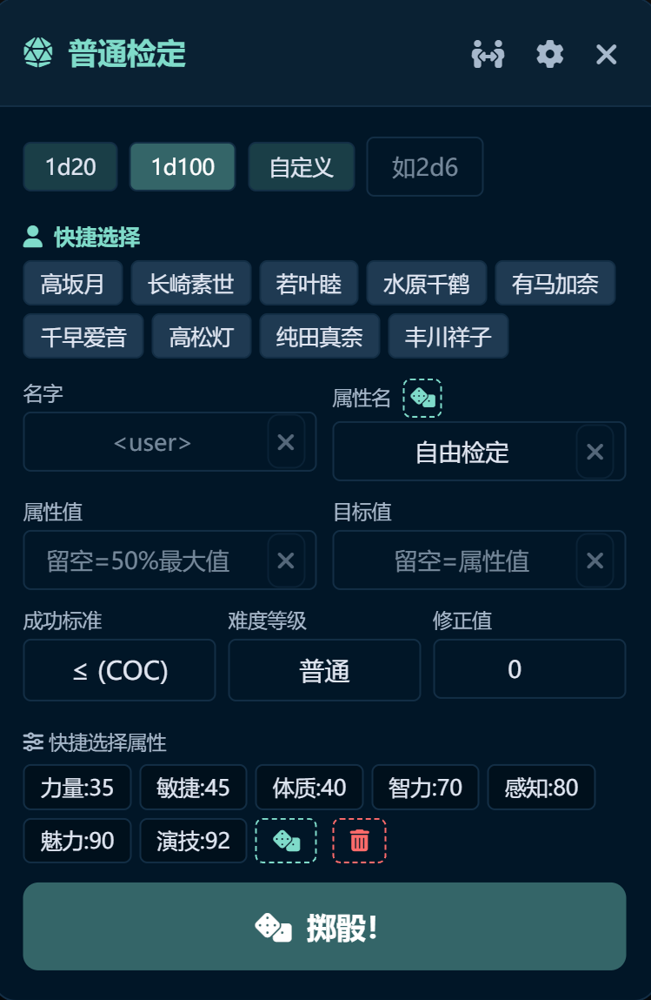 普通检定
1d20 1d100 自定义 如2d6
快捷选择
高坂月 长崎素世 若叶睦 水原千鹤 有马加奈
千早爱音 高松灯 纯田真奈 丰川祥子
名字 属性名
<user> 自由检定
属性值 目标值
留空=50%最大值 留空=属性值
成功标准 难度等级 修正值
≤ (COC) 普通 0
快捷选择属性
力量:35 敏捷:45 体质:40 智力:70 感知:80
魅力:90 演技:92
掷骰!